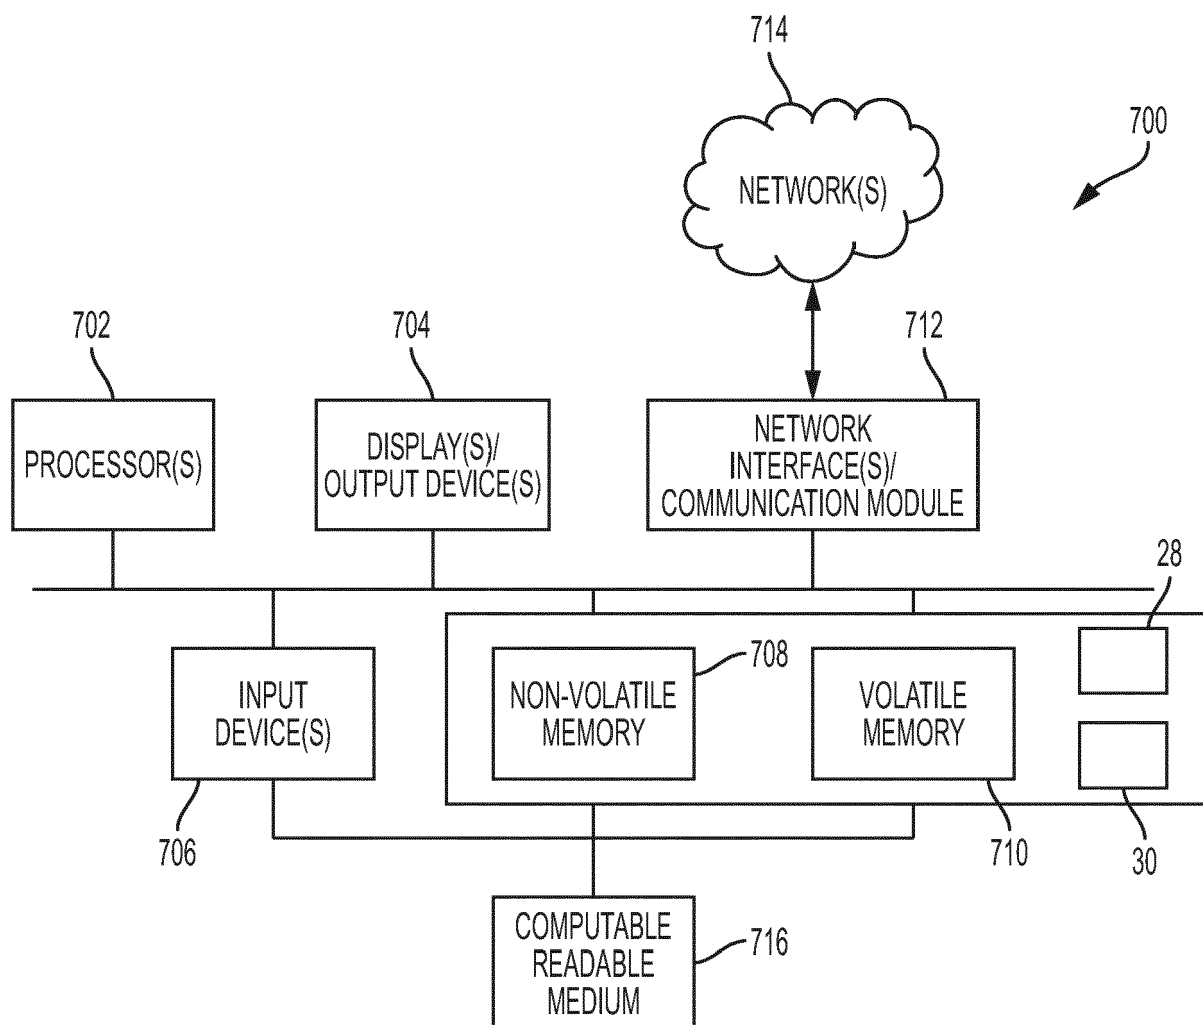 714
700
NETWORK(S)
702
704
712
PROCESSOR(S)
DISPLAY(S)/
OUTPUT DEVICE(S)
NETWORK
INTERFACE(S)/
COMMUNICATION MODULE
28
INPUT
DEVICE(S)
NON-VOLATILE
MEMORY
708
VOLATILE
MEMORY
706
710
30
COMPUTABLE
READABLE
MEDIUM
716